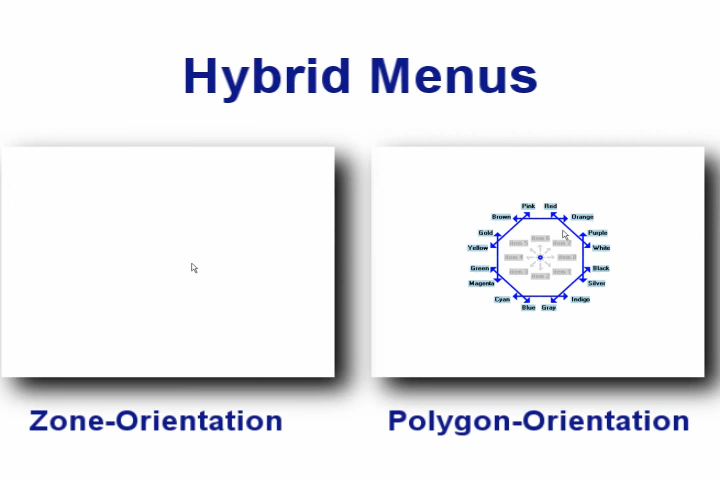 Hybrid Menus
Pink Red
Brown Orange
Gold Purple
Yellow White
Green Black
Magenta Silver
Cyan Indigo
Blue Gray
Zone-Orientation Polygon-Orientation